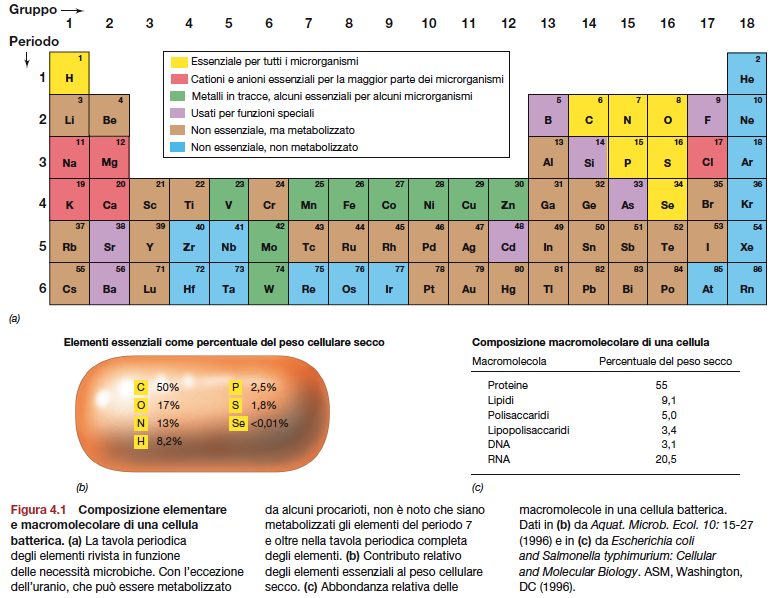 Gruppo
1 2 3 4 5 6 7 8 9 10 11 12 13 14 15 16 17 18
Periodo
Essenziale per tutti i microrganismi
Cationi e anioni essenziali per la maggior parte dei microrganismi
Metalli in tracce, alcuni essenziali per alcuni microrganismi
Usati per funzioni speciali
Non essenziale, ma metabolizzato
Non essenziale, non metabolizzato
1 2
1 H He
3 4 5 6 7 8 9 10
2 Li Be B C N O F Ne
11 12 13 14 15 16 17 18
3 Na Mg Al Si P S Cl Ar
19 20 21 22 23 24 25 26 27 28 29 30 31 32 33 34 35 36
4 K Ca Sc Ti V Cr Mn Fe Co Ni Cu Zn Ga Ge As Se Br Kr
37 38 39 40 41 42 43 44 45 46 47 48 49 50 51 52 53 54
5 Rb Sr Y Zr Nb Mo Tc Ru Rh Pd Ag Cd In Sn Sb Te I Xe
55 56 71 72 73 74 75 76 77 78 79 80 81 82 83 84 85 86
6 Cs Ba Lu Hf Ta W Re Os Ir Pt Au Hg Tl Pb Bi Po At Rn
(a)
Elementi essenziali come percentuale del peso cellulare secco
C 50% P 2,5%
O 17% S 1,8%
N 13% Se <0,01%
H 8,2%
(b)
Composizione macromolecolare di una cellula
Macromolecola Percentuale del peso secco
Proteine 55
Lipidi 9,1
Polisaccaridi 5,0
Lipopolisaccaridi 3,4
DNA 3,1
RNA 20,5
(c)
Figura 4.1 Composizione elementare
e macromolecolare di una cellula
batterica. (a) La tavola periodica
degli elementi rivista in funzione
delle necessità microbiche. Con l'eccezione
dell'uranio, che può essere metabolizzato
da alcuni procarioti, non è noto che siano
metabolizzati gli elementi del periodo 7
e oltre nella tavola periodica completa
degli elementi. (b) Contributo relativo
degli elementi essenziali al peso cellulare
secco. (c) Abbondanza relativa delle
macromolecole in una cellula batterica.
Dati in (b) da Aquat. Microb. Ecol. 10: 15-27
(1996) e in (c) da Escherichia coli
and Salmonella typhimurium: Cellular
and Molecular Biology. ASM, Washington,
DC (1996).